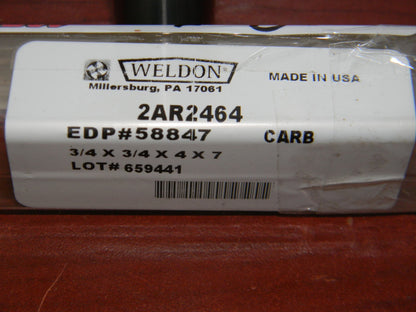 WELDON®
MADE IN USA
Millersburg, PA 17061
2AR2464
EDP#58847 CARB
3/4 X 3/4 X 4 X 7
LOT# 659441